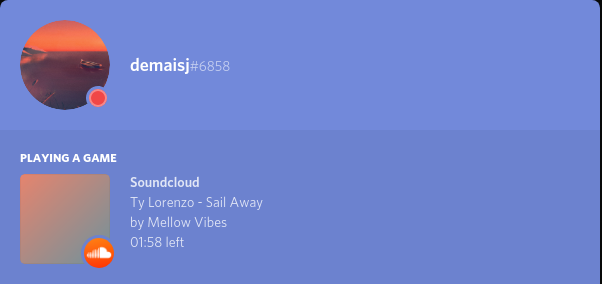 demaisj#6858
PLAYING A GAME
Soundcloud
Ty Lorenzo - Sail Away
by Mellow Vibes
01:58 left